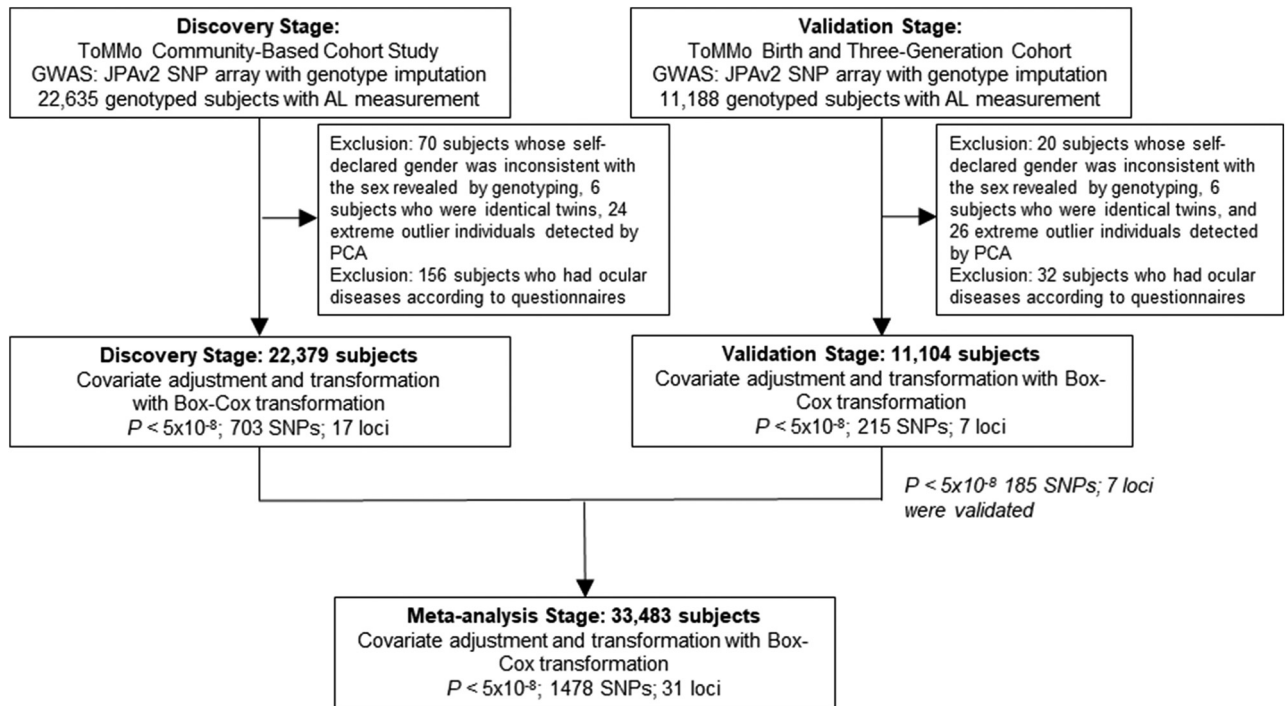 Discovery Stage:
ToMMo Community-Based Cohort Study
GWAS: JPAv2 SNP array with genotype imputation
22,635 genotyped subjects with AL measurement
Validation Stage:
ToMMo Birth and Three-Generation Cohort
GWAS: JPAv2 SNP array with genotype imputation
11,188 genotyped subjects with AL measurement
Exclusion: 70 subjects whose self-
declared gender was inconsistent with
the sex revealed by genotyping, 6
subjects who were identical twins, 24
extreme outlier individuals detected by
PCA
Exclusion: 156 subjects who had ocular
diseases according to questionnaires
Exclusion: 20 subjects whose self-
declared gender was inconsistent with
the sex revealed by genotyping, 6
subjects who were identical twins, and
26 extreme outlier individuals detected
by PCA
Exclusion: 32 subjects who had ocular
diseases according to questionnaires
Discovery Stage: 22,379 subjects
Covariate adjustment and transformation
with Box-Cox transformation
P < 5x10⁻⁸; 703 SNPs; 17 loci
Validation Stage: 11,104 subjects
Covariate adjustment and transformation with Box-
Cox transformation
P < 5x10⁻⁸; 215 SNPs; 7 loci
P < 5x10⁻⁸ 185 SNPs; 7 loci
were validated
Meta-analysis Stage: 33,483 subjects
Covariate adjustment and transformation with Box-
Cox transformation
P < 5x10⁻⁸; 1478 SNPs; 31 loci